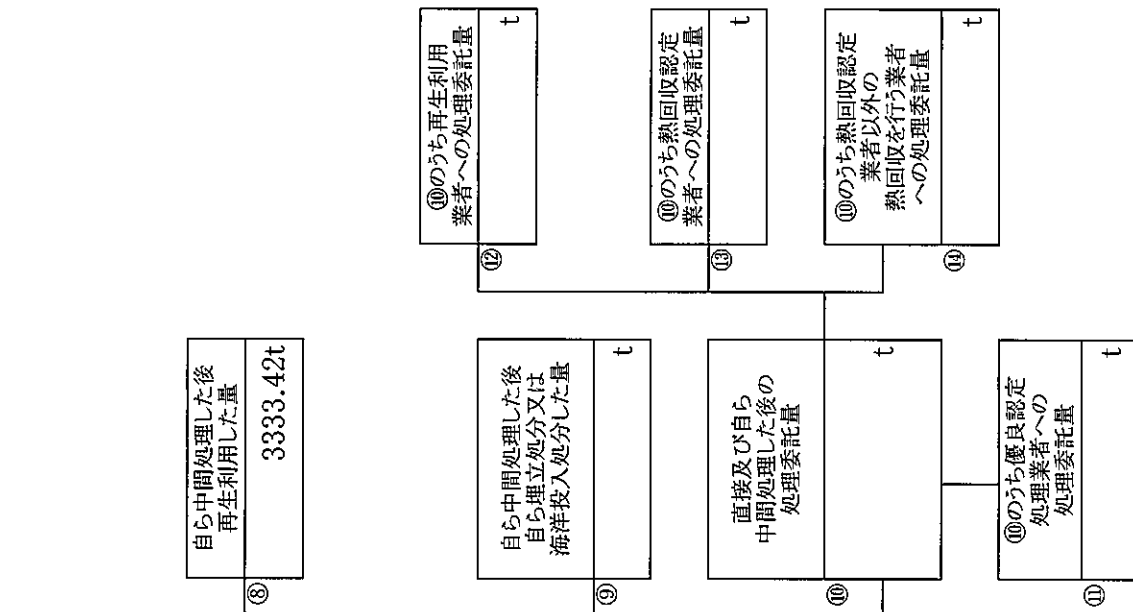 ⑧
自ら中間処理した後
再生利用した量
3333.42t
⑨
自ら中間処理した後
自ら埋立処分又は
海洋投入処分した量
t
⑩
直接及び自ら
中間処理した後の
処理委託量
t
⑪
⑩のうち優良認定
処理業者への
処理委託量
t
⑫
⑩のうち再生利用
業者への処理委託量
t
⑬
⑩のうち熱回収認定
業者への処理委託量
t
⑭
⑩のうち熱回収認定
業者以外の
熱回収を行う業者
への処理委託量
t